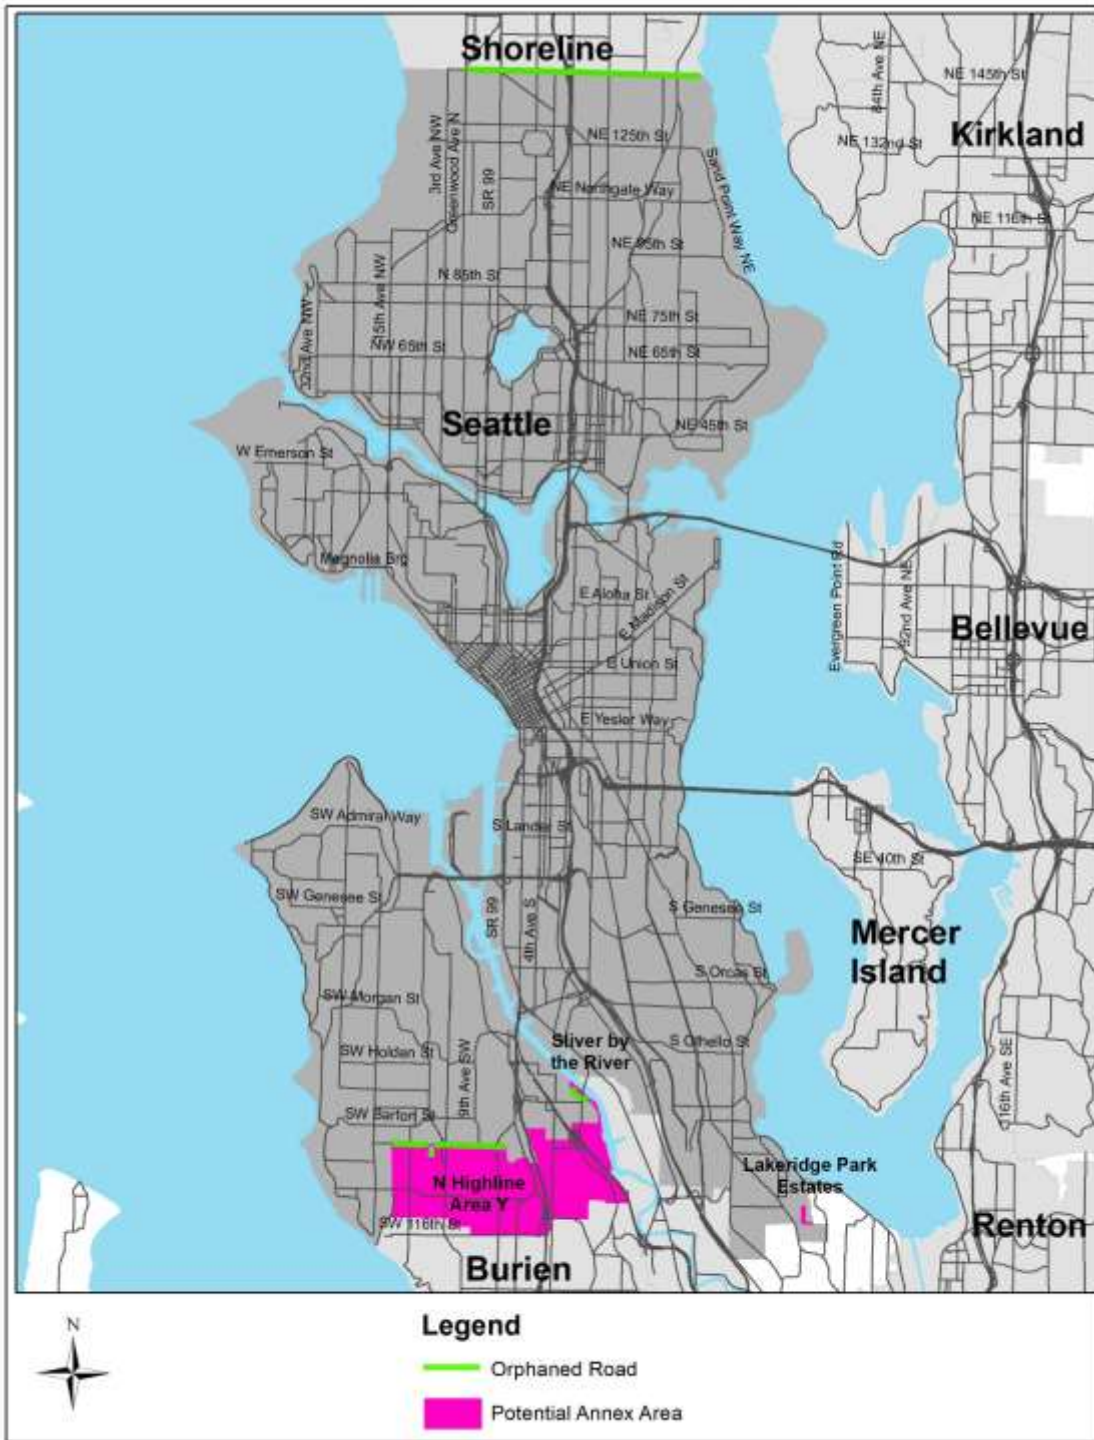 Shoreline
84th Ave NE
NE 145th St
Kirkland
NE 125th St
NE 132nd St
3rd Ave NW
Greenwood Ave N
SR 99
Sand Point Way NE
NE Northgate Way
NE 116th St
NE 95th St
N 85th St
15th Ave NW
32nd Ave NW
NE 75th St
NW 65th St
NE 65th St
Seattle
NE 45th St
W Emerson St
Magnolia Brg
Evergreen Point Rd
92nd Ave NE
E Aloha St
E Madison St
Bellevue
E Union St
E Yesler Way
SW Admiral Way
S Lander St
SE 40th St
SW Genesee St
SR 99
4th Ave S
S Genesee St
Mercer
Island
S Orcas St
SW Morgan St
Sliver by
the River
S Othello St
SW Holden St
9th Ave SW
116th Ave SE
SW Barton St
Lakeridge Park
Estates
N Highline
Area Y
SW 116th St
Renton
Burien
N
Legend
Orphaned Road
Potential Annex Area